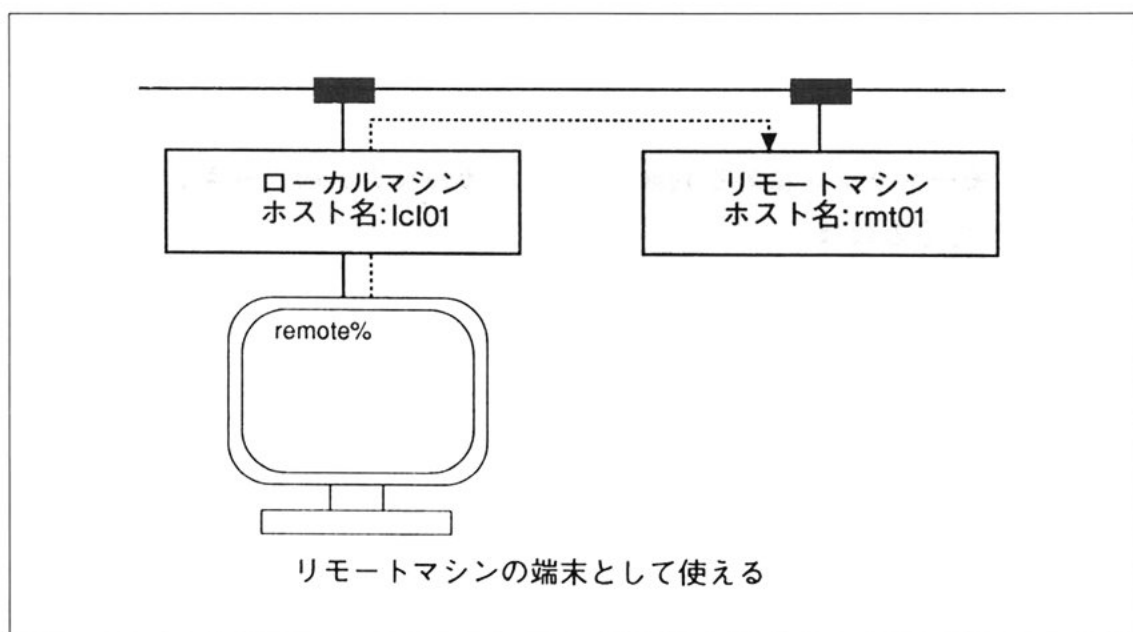 ローカルマシン
ホスト名:lcl01
リモートマシン
ホスト名:rmt01
remote%
リモートマシンの端末として使える